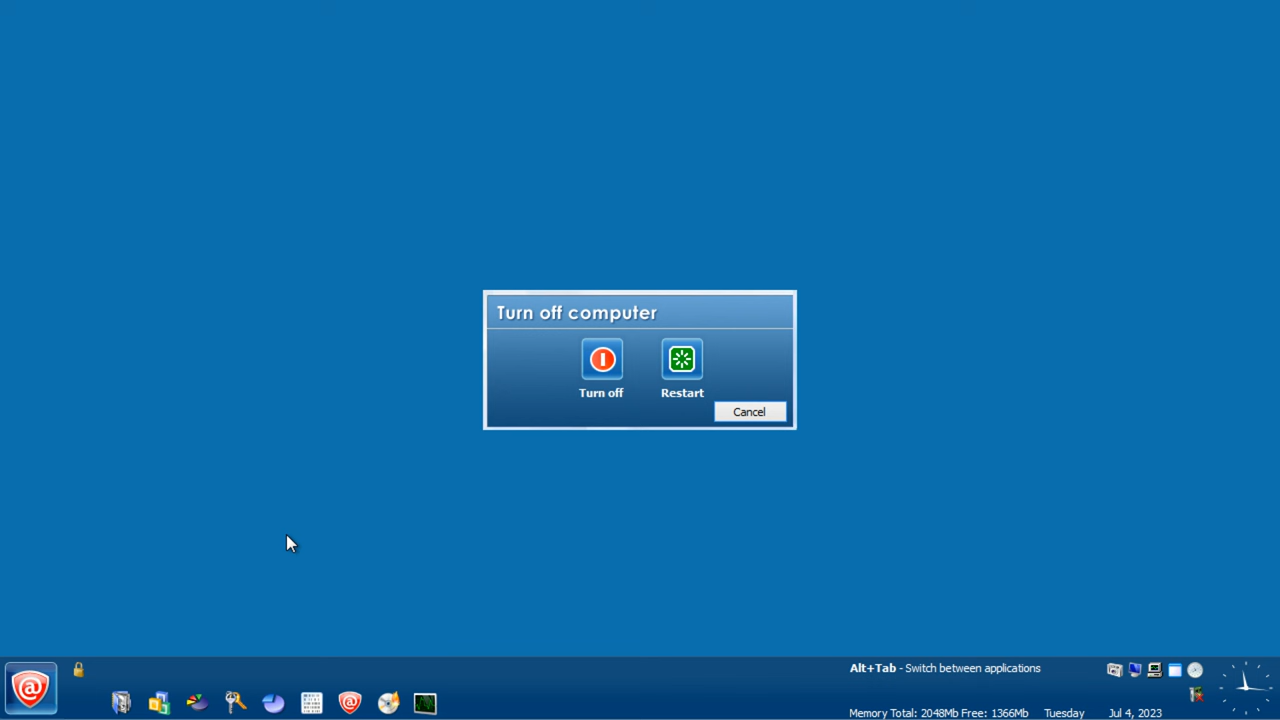 Turn off computer
Turn off
Restart
Cancel
Alt+Tab - Switch between applications
Memory Total: 2048Mb Free: 1366Mb Tuesday Jul 4, 2023